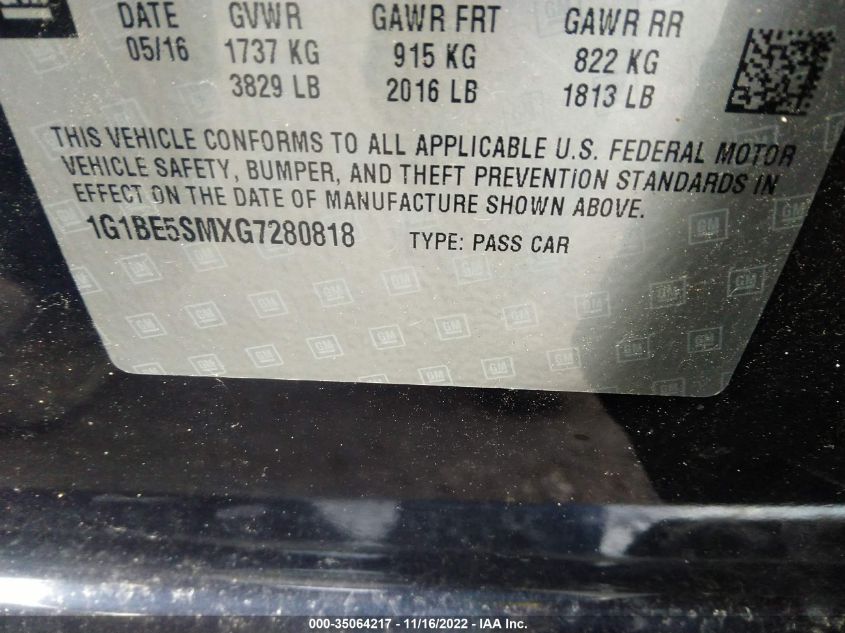 DATE GVWR GAWR FRT GAWR RR
05/16 1737 KG 915 KG 822 KG
3829 LB 2016 LB 1813 LB
THIS VEHICLE CONFORMS TO ALL APPLICABLE U.S. FEDERAL MOTOR
VEHICLE SAFETY, BUMPER, AND THEFT PREVENTION STANDARDS IN
EFFECT ON THE DATE OF MANUFACTURE SHOWN ABOVE.
1G1BE5SMXG7280818 TYPE: PASS CAR
000-35064217 - 11/16/2022 - IAA Inc.